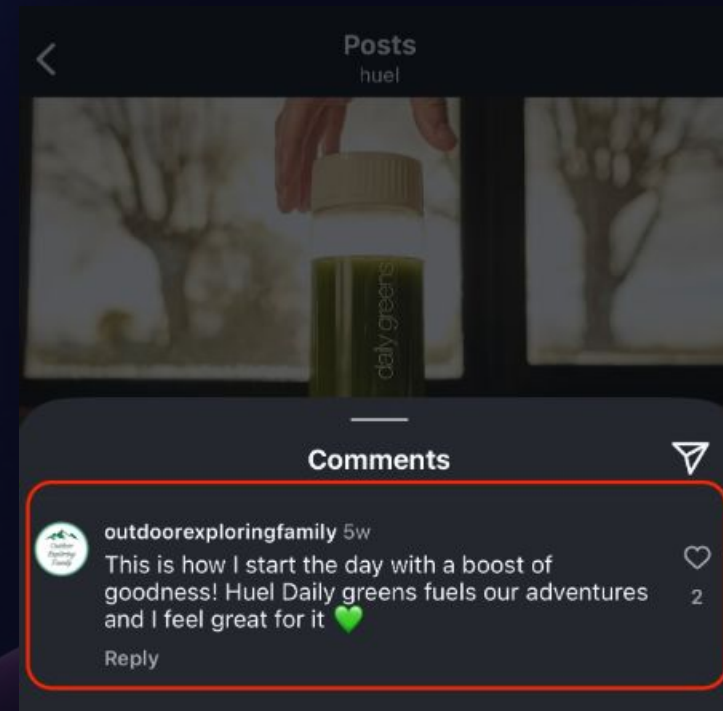 Posts
huel
daily greens
Comments
outdoorexploringfamily 5w
This is how I start the day with a boost of
goodness! Huel Daily greens fuels our adventures
and I feel great for it 💚
2
Reply